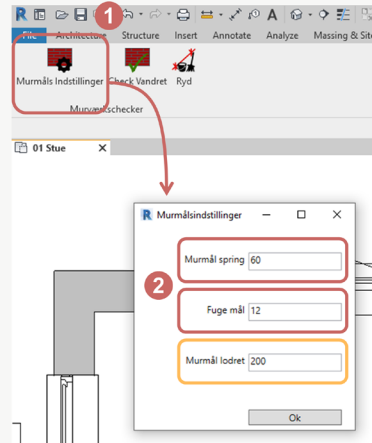 R
1
File Architecture Structure Insert Annotate Analyze Massing & Site
Murmåls Indstillinger Check Vandret Ryd
Murværkschecker
01 Stue
R Murmålsindstillinger
Murmål spring 60
2
Fuge mål 12
Murmål lodret 200
Ok